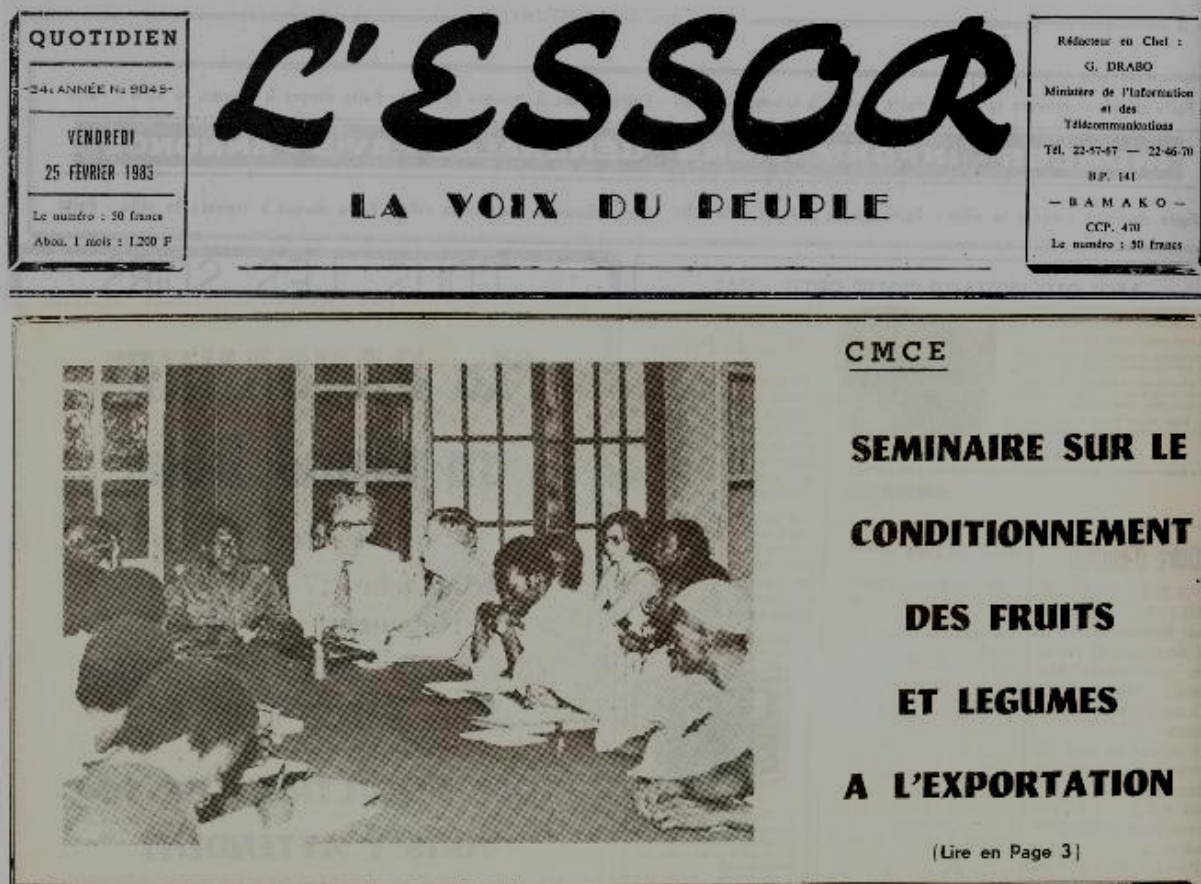 QUOTIDIEN
-34e ANNÉE No 9045-
VENDREDI
25 FÉVRIER 1983
Le numéro : 50 francs
Abon. 1 mois : 1.200 F
L'ESSOR
LA VOIX DU PEUPLE
Rédacteur en Chef :
G. DRABO
Ministère de l'Information
et des
Télécommunications
Tél. 22-57-67 — 22-46-70
B.P. 141
— BAMAKO —
CCP. 470
Le numéro : 50 francs
CMCE
SEMINAIRE SUR LE
CONDITIONNEMENT
DES FRUITS
ET LEGUMES
A L'EXPORTATION
(Lire en Page 3)